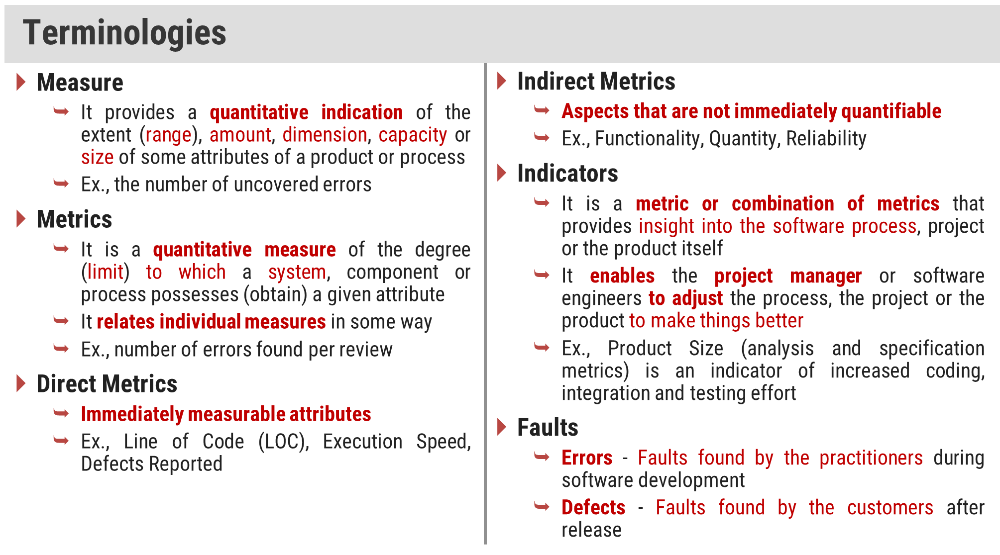 Terminologies
Measure
It provides a quantitative indication of the
extent (range), amount, dimension, capacity or
size of some attributes of a product or process
Ex., the number of uncovered errors
Metrics
It is a quantitative measure of the degree
(limit) to which a system, component or
process possesses (obtain) a given attribute
It relates individual measures in some way
Ex., number of errors found per review
Direct Metrics
Immediately measurable attributes
Ex., Line of Code (LOC), Execution Speed,
Defects Reported
Indirect Metrics
Aspects that are not immediately quantifiable
Ex., Functionality, Quantity, Reliability
Indicators
It is a metric or combination of metrics that
provides insight into the software process, project
or the product itself
It enables the project manager or software
engineers to adjust the process, the project or the
product to make things better
Ex., Product Size (analysis and specification
metrics) is an indicator of increased coding,
integration and testing effort
Faults
Errors - Faults found by the practitioners during
software development
Defects - Faults found by the customers after
release